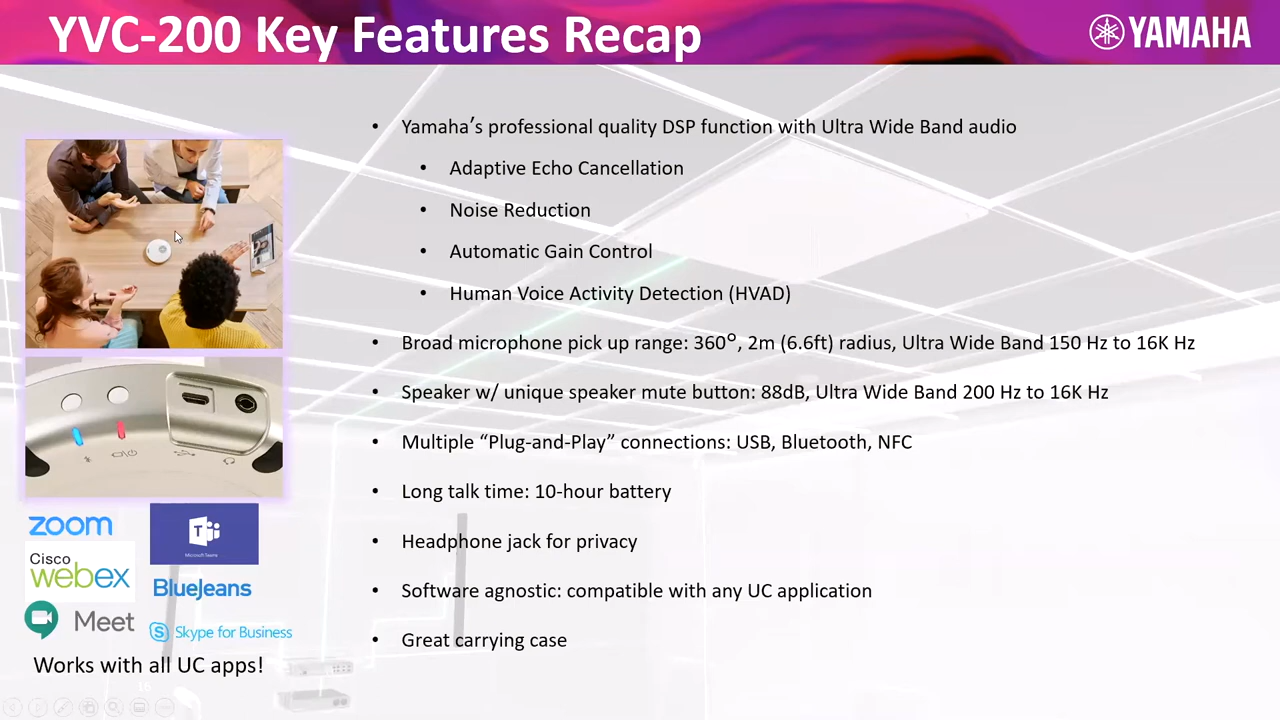 YVC-200 Key Features Recap
YAMAHA
• Yamaha’s professional quality DSP function with Ultra Wide Band audio
• Adaptive Echo Cancellation
• Noise Reduction
• Automatic Gain Control
• Human Voice Activity Detection (HVAD)
• Broad microphone pick up range: 360°, 2m (6.6ft) radius, Ultra Wide Band 150 Hz to 16K Hz
• Speaker w/ unique speaker mute button: 88dB, Ultra Wide Band 200 Hz to 16K Hz
• Multiple “Plug-and-Play” connections: USB, Bluetooth, NFC
• Long talk time: 10-hour battery
• Headphone jack for privacy
• Software agnostic: compatible with any UC application
• Great carrying case
zoom
T
Microsoft Teams
Cisco
webex
BlueJeans
Meet
S Skype for Business
Works with all UC apps!
16